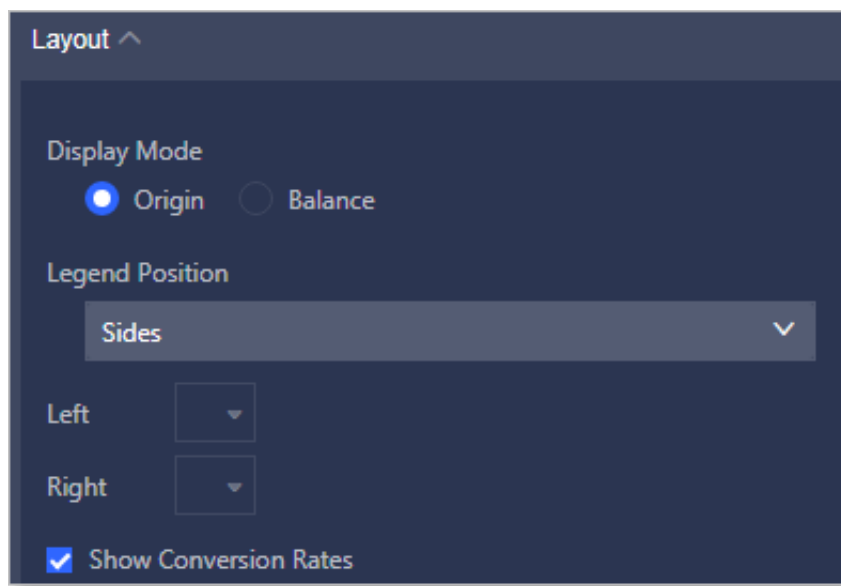 Layout
Display Mode
Origin Balance
Legend Position
Sides
Left
Right
Show Conversion Rates